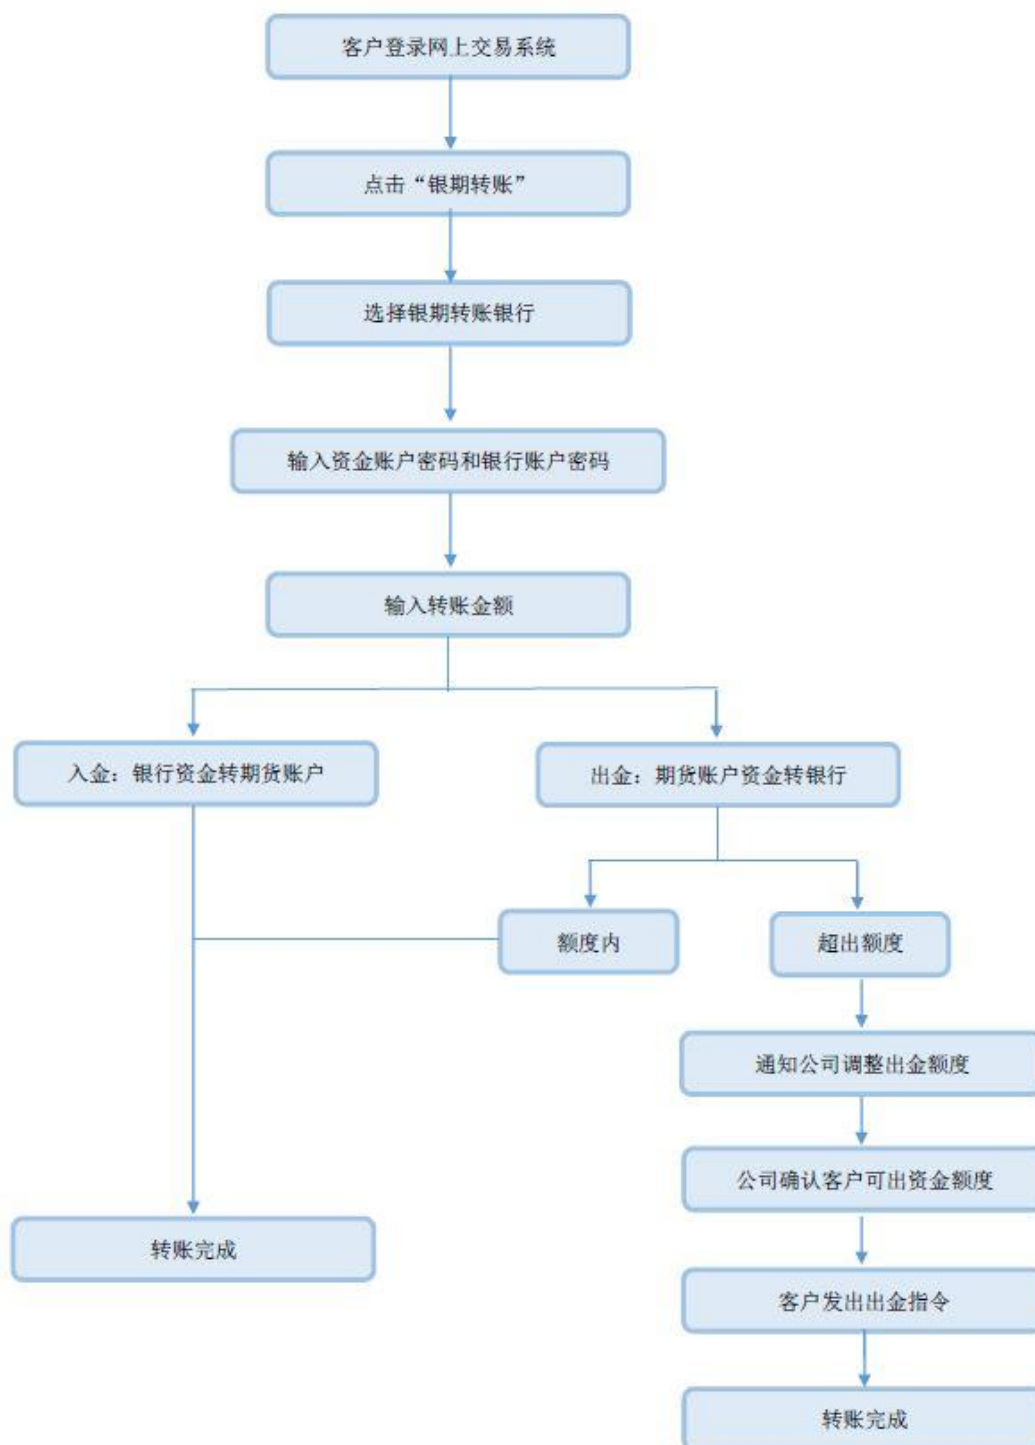 客户登录网上交易系统
点击“银期转账”
选择银期转账银行
输入资金账户密码和银行账户密码
输入转账金额
入金：银行资金转期货账户
出金：期货账户资金转银行
额度内
超出额度
通知公司调整出金额度
公司确认客户可出资金额度
转账完成
客户发出出金指令
转账完成